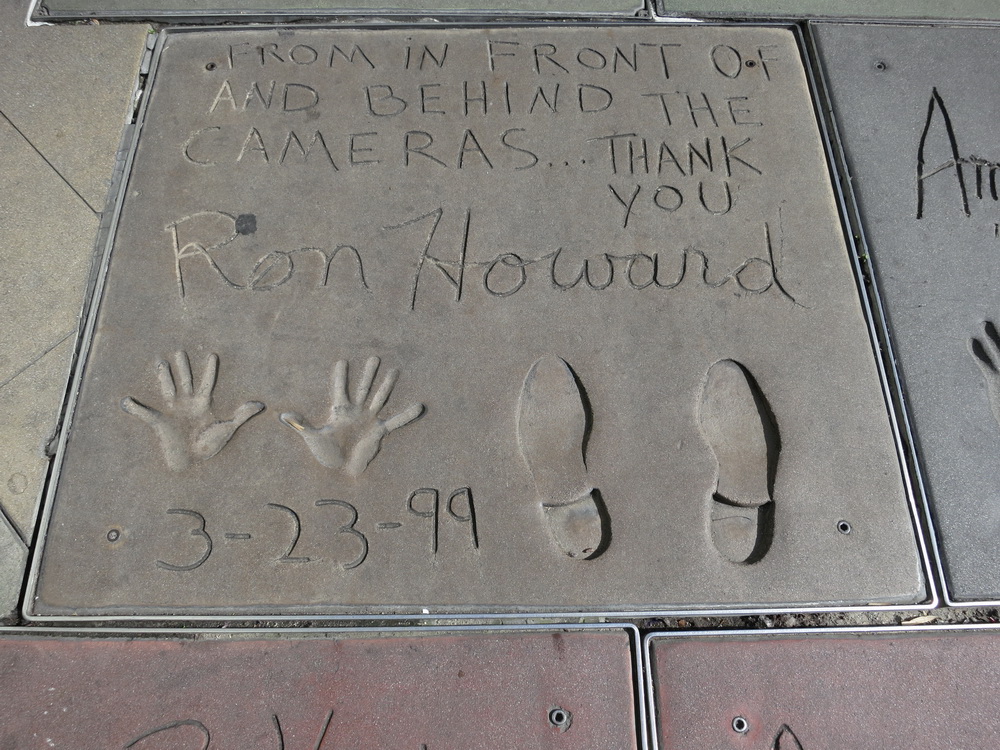 FROM IN FRONT OF
AND BEHIND THE
CAMERAS... THANK
YOU
Ron Howard
3-23-99